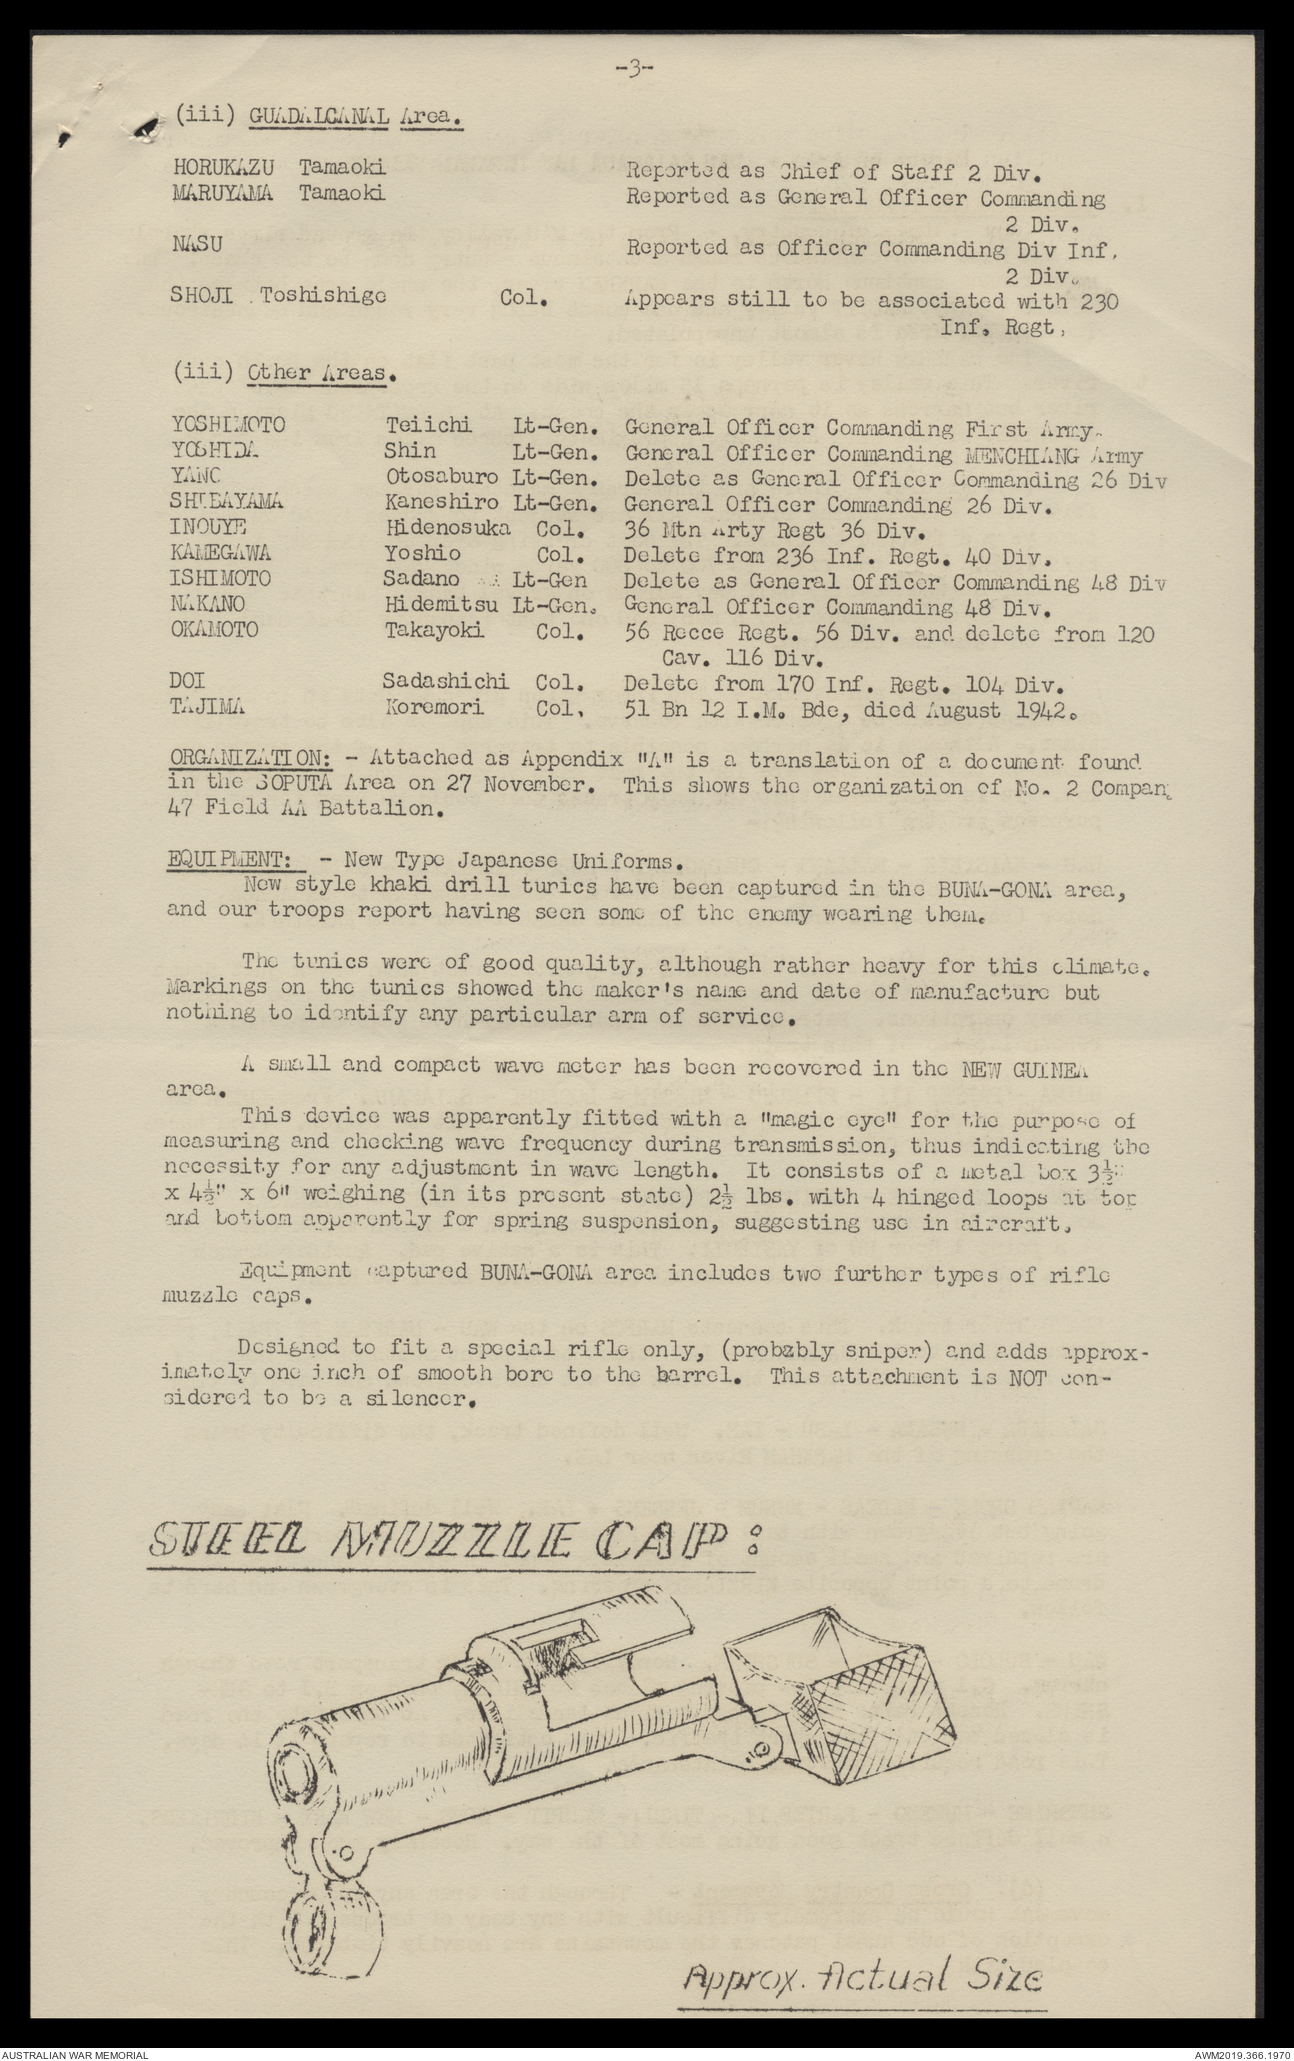 -3-
(iii) GUADALCANAL Area.
HORUKAZU Tamaoki Reported as Chief of Staff 2 Div.
MARUYAMA Tamaoki Reported as General Officer Commanding
2 Div.
NASU Reported as Officer Commanding Div Inf.
2 Div.
SHOJI Toshishige Col. Appears still to be associated with 230
Inf. Regt,
(iii) Other Areas.
YOSHIMOTO Teiichi Lt-Gen. General Officer Commanding First Army.
YOSHIDA Shin Lt-Gen. General Officer Commanding MENCHIANG Army
YANO Otosaburo Lt-Gen. Delete as General Officer Commanding 26 Div
SHIBAYAMA Kaneshiro Lt-Gen. General Officer Commanding 26 Div.
INOUYE Hidenosuka Col. 36 Mtn Arty Regt 36 Div.
KAMEGAWA Yoshio Col. Delete from 236 Inf. Regt. 40 Div.
ISHIMOTO Sadano Lt-Gen Delete as General Officer Commanding 48 Div
NAKANO Hidemitsu Lt-Gen. General Officer Commanding 48 Div.
OKAMOTO Takayoki Col. 56 Recce Regt. 56 Div. and delete from 120
Cav. 116 Div.
DOI Sadashichi Col. Delete from 170 Inf. Regt. 104 Div.
TAJIMA Koremori Col, 51 Bn 12 I.M. Bde, died August 1942.
ORGANIZATION: - Attached as Appendix "A" is a translation of a document found
in the SOPUTA Area on 27 November. This shows the organization of No. 2 Company
47 Field AA Battalion.
EQUIPMENT: - New Type Japanese Uniforms.
New style khaki drill tunics have been captured in the BUNA-GONA area,
and our troops report having seen some of the enemy wearing them.
The tunics were of good quality, although rather heavy for this climate.
Markings on the tunics showed the maker's name and date of manufacture but
nothing to identify any particular arm of service.
A small and compact wave meter has been recovered in the NEW GUINEA
area.
This device was apparently fitted with a "magic eye" for the purpose of
measuring and checking wave frequency during transmission, thus indicating the
necessity for any adjustment in wave length. It consists of a metal box 3½"
x 4½" x 6" weighing (in its present state) 2½ lbs. with 4 hinged loops at top
and bottom apparently for spring suspension, suggesting use in aircraft.
Equipment captured BUNA-GONA area includes two further types of rifle
muzzle caps.
Designed to fit a special rifle only, (probably sniper) and adds approx-
imately one inch of smooth bore to the barrel. This attachment is NOT con-
sidered to be a silencer.
STEEL MUZZLE CAP:
Approx. Actual Size
AUSTRALIAN WAR MEMORIAL
AWM2019.366.1970